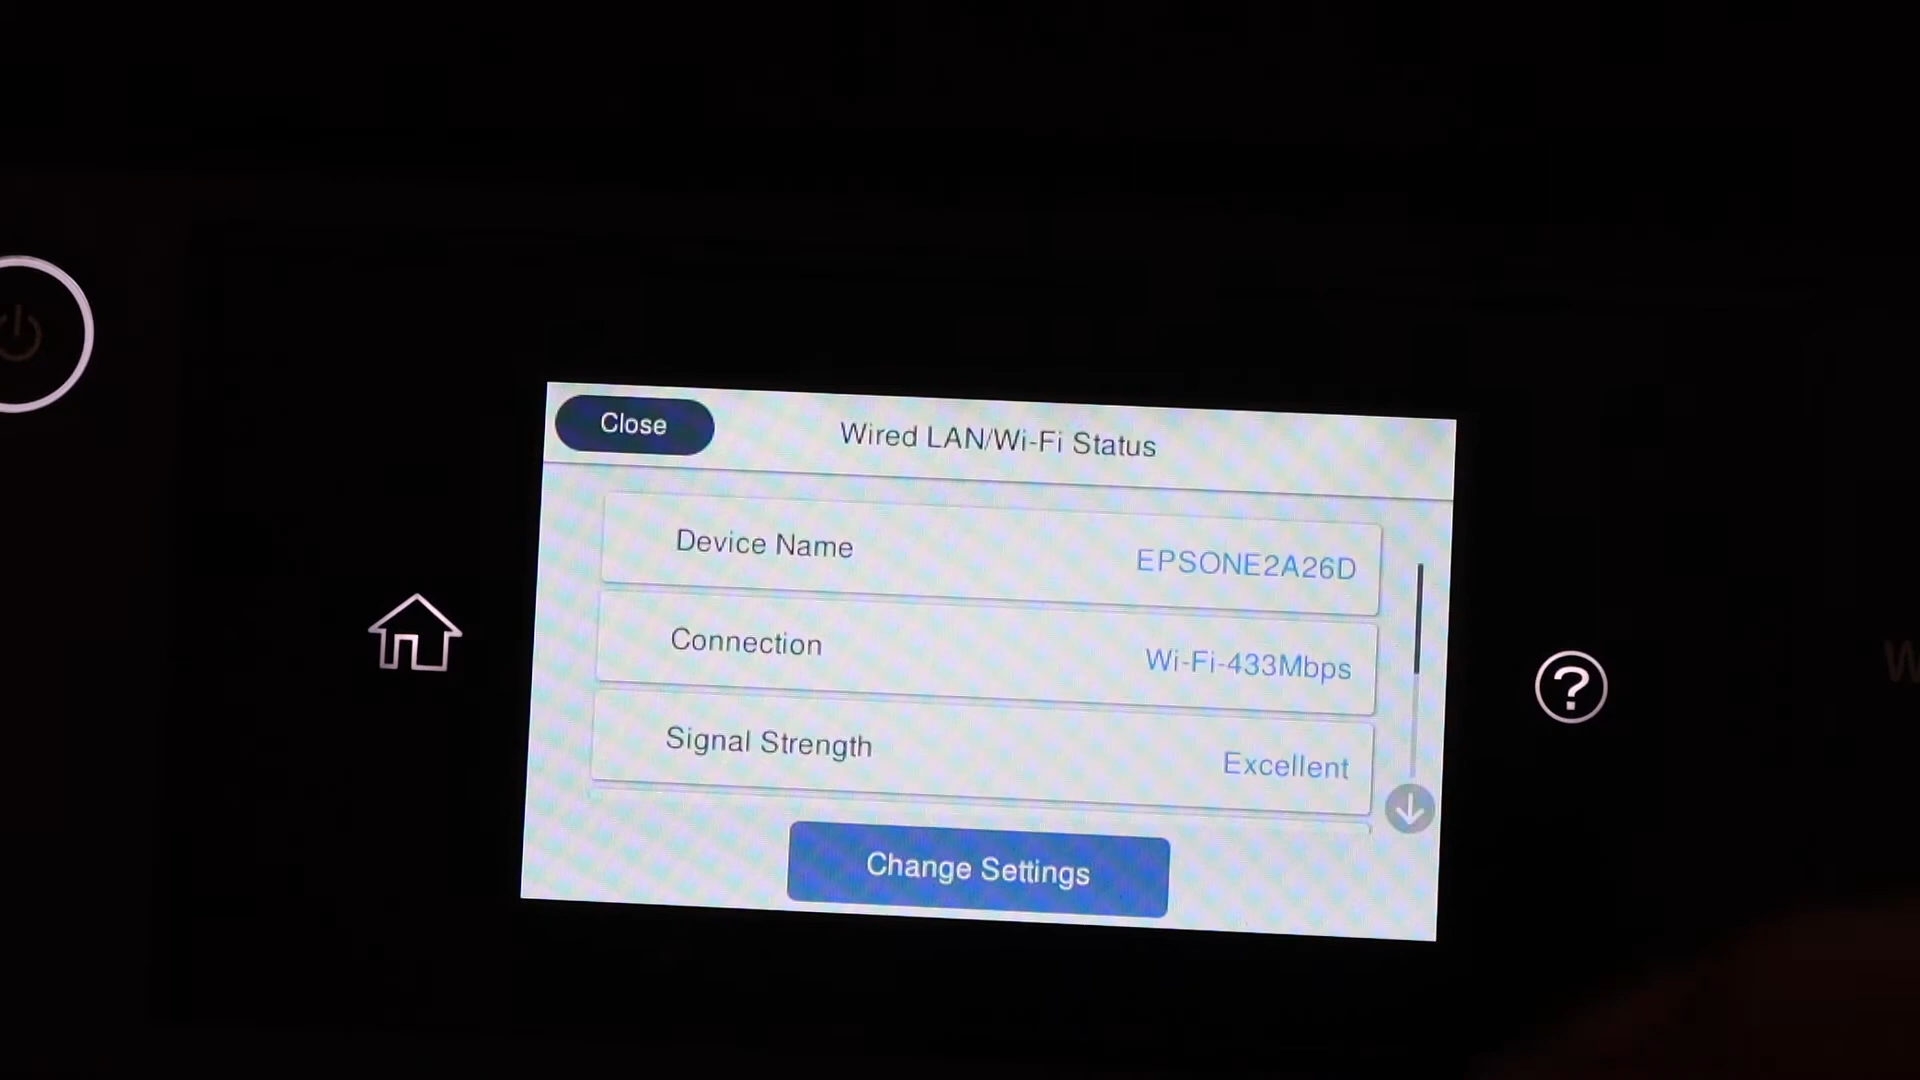 Close
Wired LAN/Wi-Fi Status
Device Name
EPSONE2A26D
Connection
Wi-Fi-433Mbps
Signal Strength
Excellent
Change Settings
?